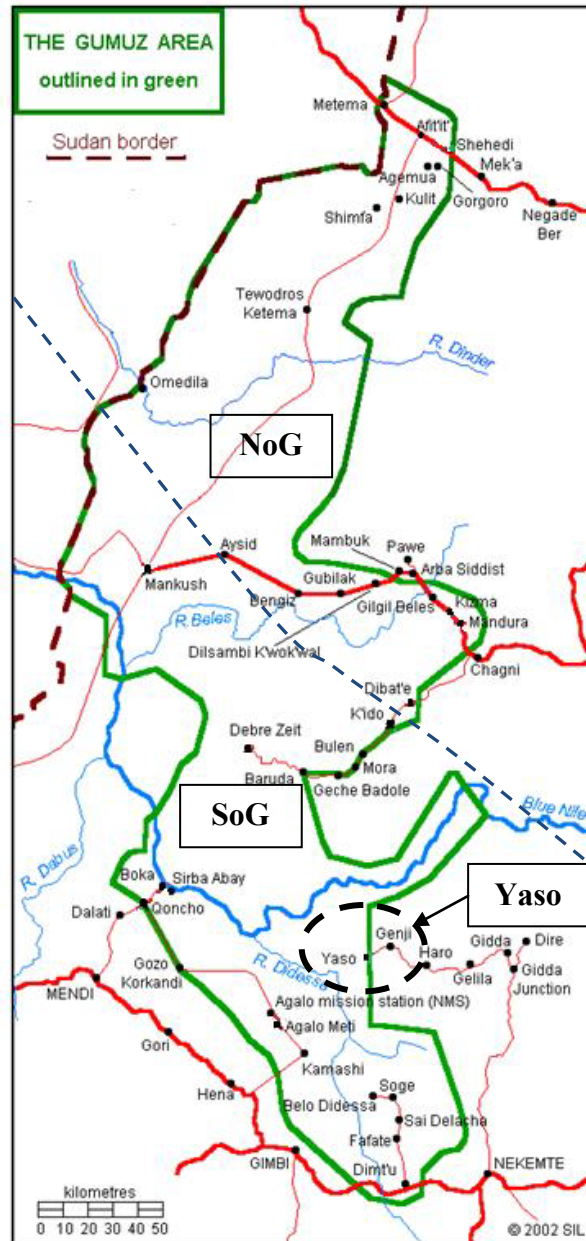 THE GUMUZ AREA
outlined in green
Sudan border
Metema
Afit'it'
Shehedi
Mek'a
Agemua
Kulit
Gorgoro
Shimfa
Negade
Ber
Tewodros
Ketema
R. Dinder
Omedila
NoG
Mambuk
Pawe
Aysid
Arba Siddist
Mankush
Gubilak
Bengiz
Gilgil Beles
Kizma
Mandura
R. Beles
Dilsambi K'wok'wal
Chagni
Dibat'e
K'ido
Debre Zeit
Bulen
Baruda
Mora
Geche Badole
SoG
Blue Nile
R. Dabus
Boka
Sirba Abay
Yaso
Dalati
Qoncho
Genji
Gidda
Dire
Yaso
Haro
Gelila
Gidda
Junction
Gozo
Korkandi
R. Didessa
MENDI
Agalo mission station (NMS)
Agalo Meti
Gori
Kamashi
Hena
Soge
Belo Didessa
Sai Delacha
Fafate
GIMBI
Dimt'u
NEKEMTE
kilometres
0 10 20 30 40 50
© 2002 SIL